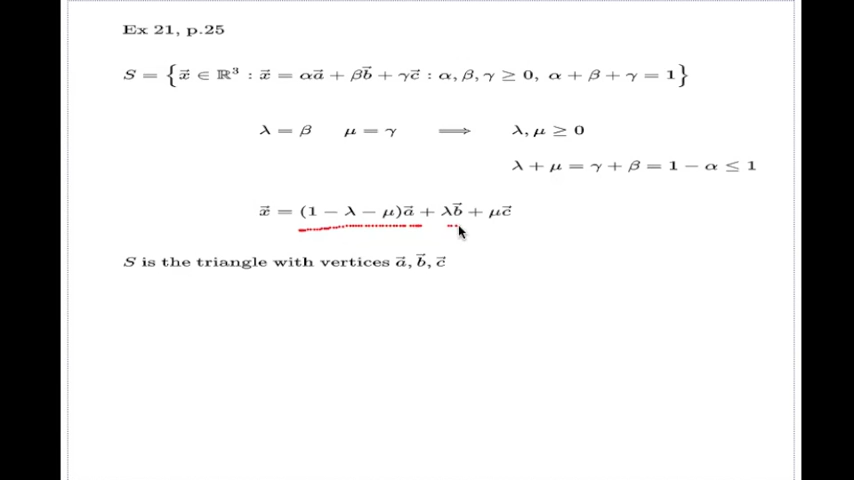 Ex 21, p.25
S = { x⃗ ∈ ℝ³ : x⃗ = αa⃗ + βb⃗ + γc⃗ : α, β, γ ≥ 0, α + β + γ = 1 }
λ = β μ = γ ⟹ λ, μ ≥ 0
λ + μ = γ + β = 1 − α ≤ 1
x⃗ = (1 − λ − μ)a⃗ + λb⃗ + μc⃗
S is the triangle with vertices a⃗, b⃗, c⃗